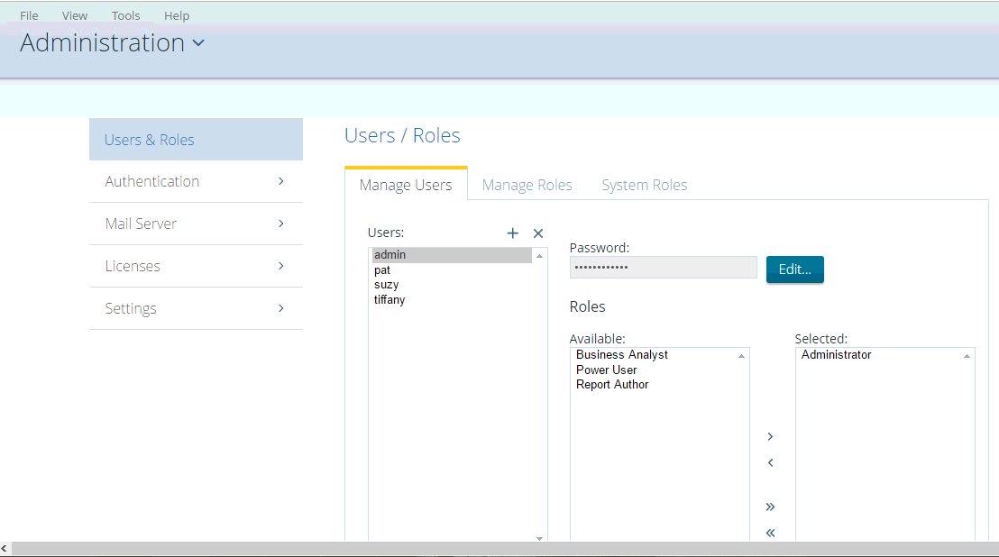 File View Tools Help
Administration
Users & Roles
Authentication
Mail Server
Licenses
Settings
Users / Roles
Manage Users Manage Roles System Roles
Users:
admin
pat
suzy
tiffany
Password:
••••••••••••
Edit...
Roles
Available:
Business Analyst
Power User
Report Author
Selected:
Administrator